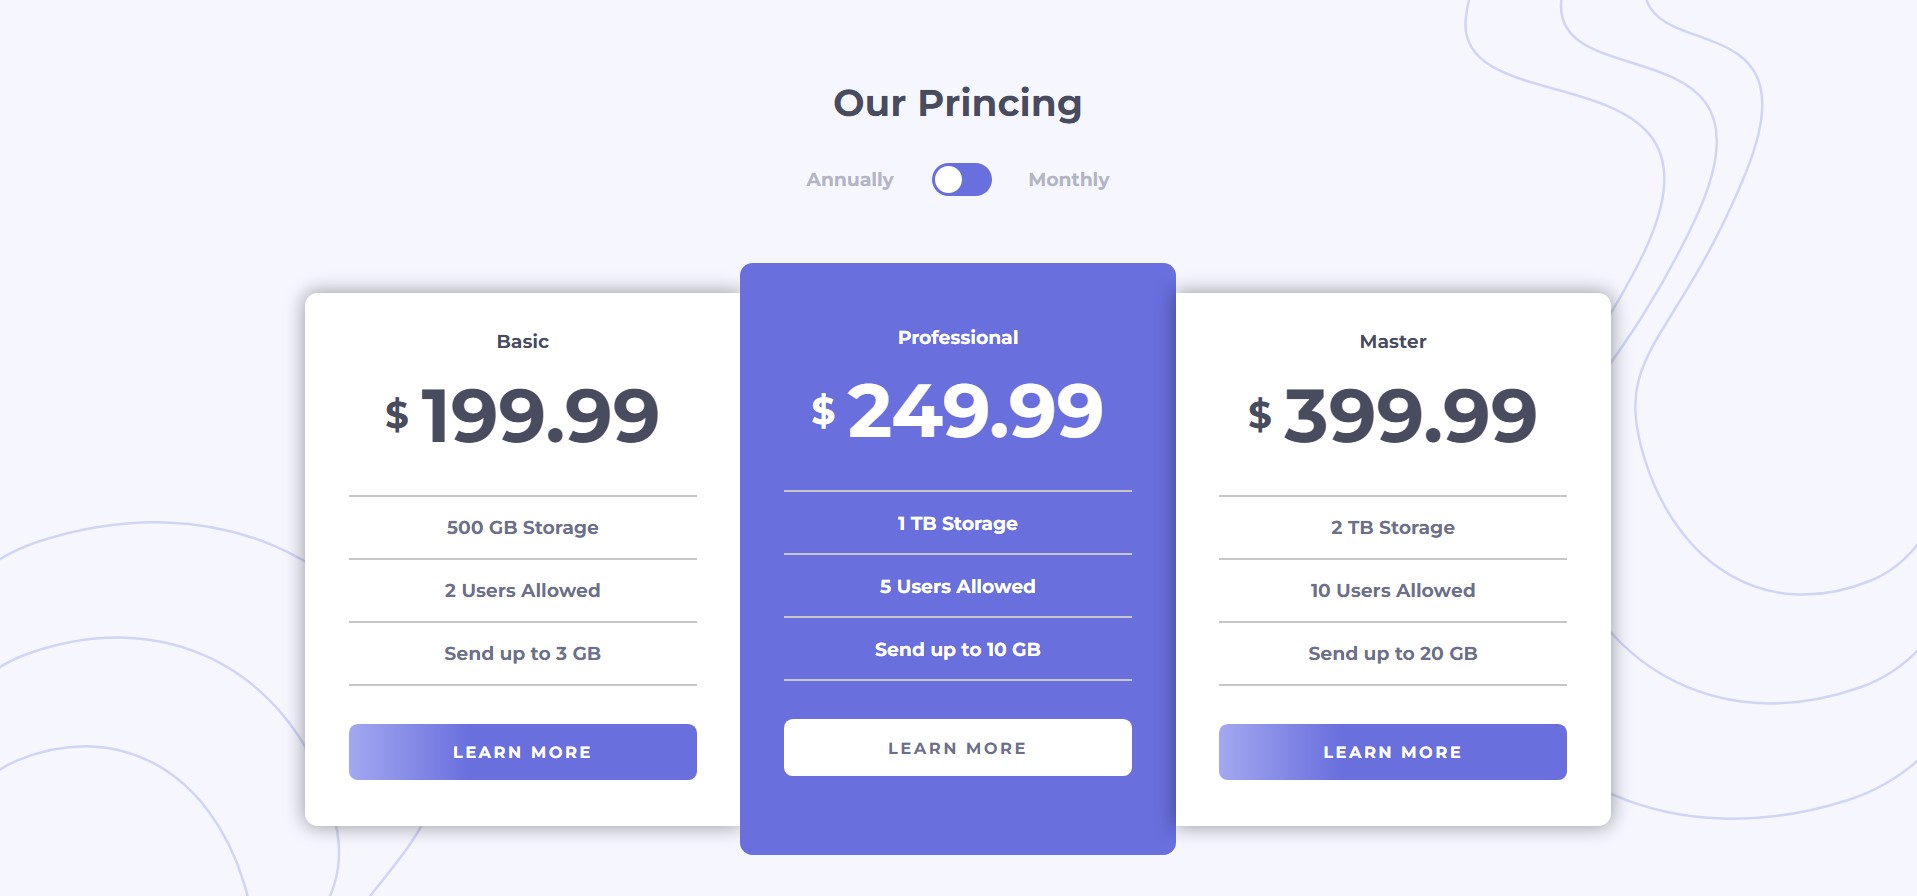 Our Princing
Annually Monthly
Basic
$ 199.99
500 GB Storage
2 Users Allowed
Send up to 3 GB
LEARN MORE
Professional
$ 249.99
1 TB Storage
5 Users Allowed
Send up to 10 GB
LEARN MORE
Master
$ 399.99
2 TB Storage
10 Users Allowed
Send up to 20 GB
LEARN MORE